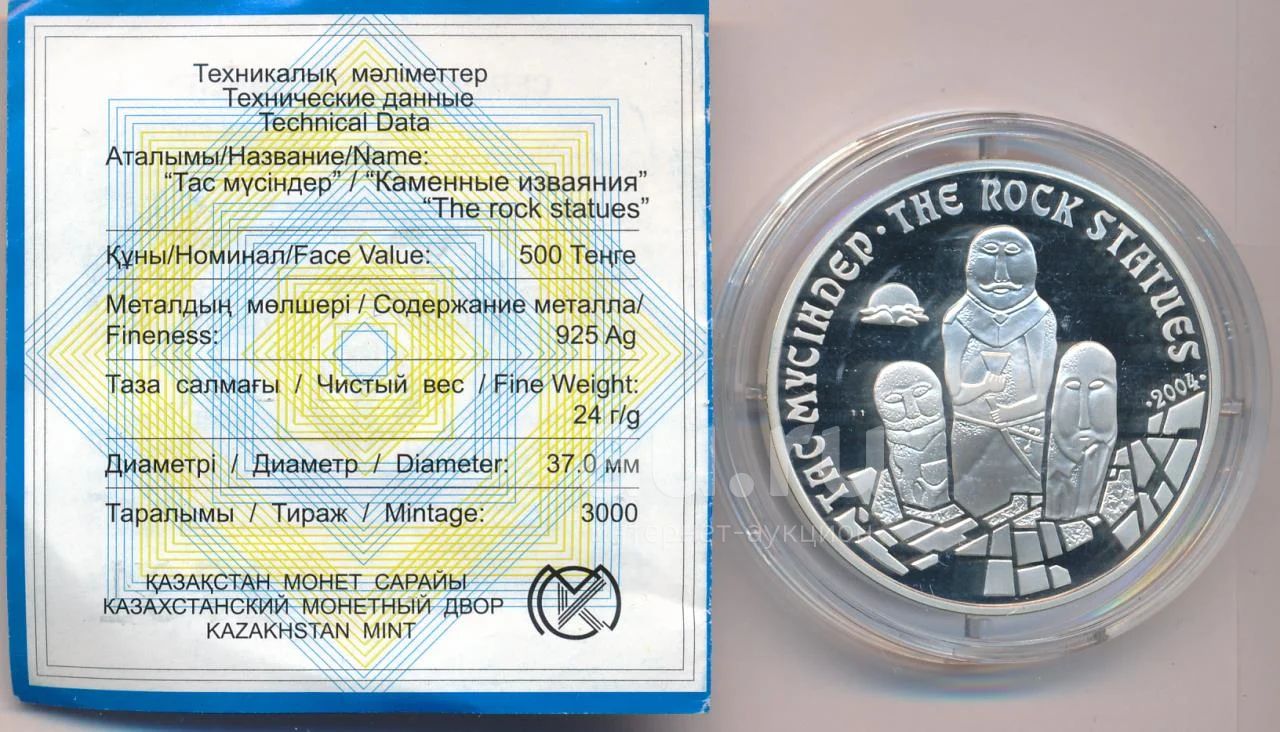 Техникалық мәліметтер
Технические данные
Technical Data
Аталымы/Название/Name:
“Тас мүсіндер” / “Каменные изваяния”
“The rock statues”
Құны/Номинал/Face Value: 500 Теңге
Металдың мөлшері / Содержание металла/
Fineness: 925 Ag
Таза салмағы / Чистый вес / Fine Weight:
24 г/g
Диаметрі / Диаметр / Diameter: 37.0 мм
Таралымы / Тираж / Mintage: 3000
ҚАЗАҚСТАН МОНЕТ САРАЙЫ
КАЗАХСТАНСКИЙ МОНЕТНЫЙ ДВОР
KAZAKHSTAN MINT
ТАС МҮСІНДЕР · THE ROCK STATUES
·2004·
интернет-аукцион